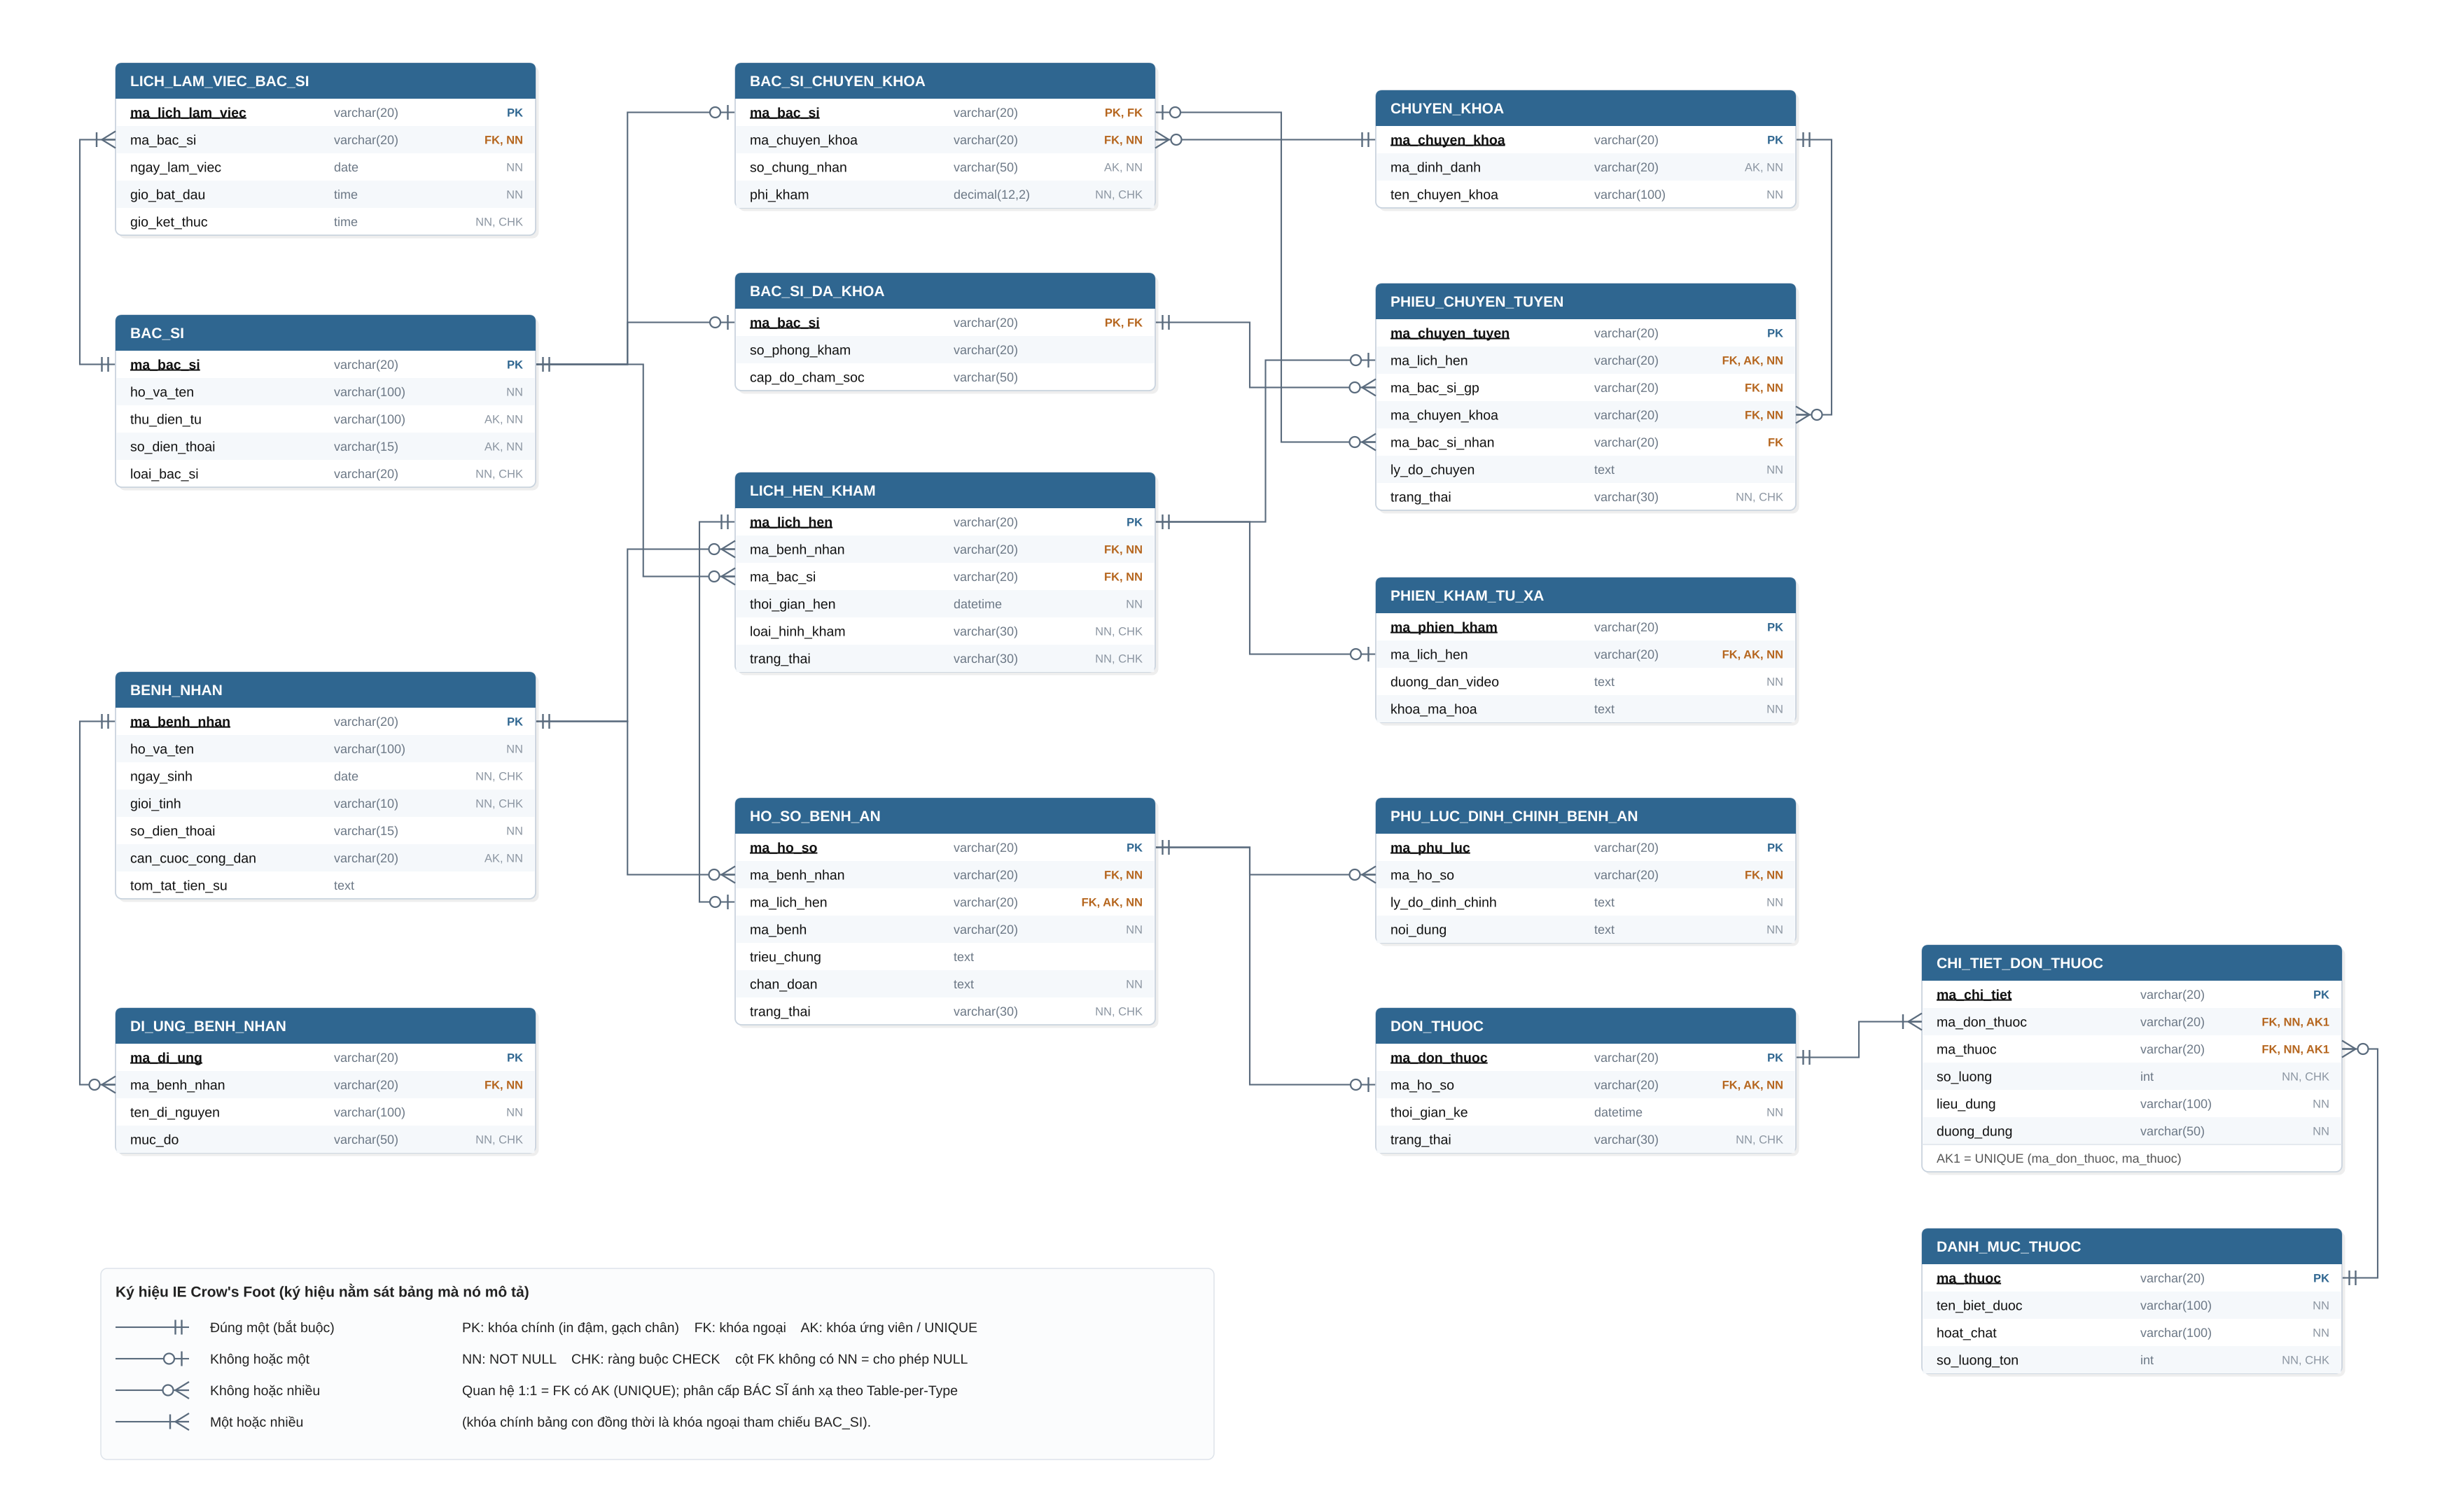 LICH_LAM_VIEC_BAC_SI
ma_lich_lam_viec varchar(20) PK
ma_bac_si varchar(20) FK, NN
ngay_lam_viec date NN
gio_bat_dau time NN
gio_ket_thuc time NN, CHK
BAC_SI
ma_bac_si varchar(20) PK
ho_va_ten varchar(100) NN
thu_dien_tu varchar(100) AK, NN
so_dien_thoai varchar(15) AK, NN
loai_bac_si varchar(20) NN, CHK
BENH_NHAN
ma_benh_nhan varchar(20) PK
ho_va_ten varchar(100) NN
ngay_sinh date NN, CHK
gioi_tinh varchar(10) NN, CHK
so_dien_thoai varchar(15) NN
can_cuoc_cong_dan varchar(20) AK, NN
tom_tat_tien_su text
DI_UNG_BENH_NHAN
ma_di_ung varchar(20) PK
ma_benh_nhan varchar(20) FK, NN
ten_di_nguyen varchar(100) NN
muc_do varchar(50) NN, CHK
BAC_SI_CHUYEN_KHOA
ma_bac_si varchar(20) PK, FK
ma_chuyen_khoa varchar(20) FK, NN
so_chung_nhan varchar(50) AK, NN
phi_kham decimal(12,2) NN, CHK
BAC_SI_DA_KHOA
ma_bac_si varchar(20) PK, FK
so_phong_kham varchar(20)
cap_do_cham_soc varchar(50)
LICH_HEN_KHAM
ma_lich_hen varchar(20) PK
ma_benh_nhan varchar(20) FK, NN
ma_bac_si varchar(20) FK, NN
thoi_gian_hen datetime NN
loai_hinh_kham varchar(30) NN, CHK
trang_thai varchar(30) NN, CHK
HO_SO_BENH_AN
ma_ho_so varchar(20) PK
ma_benh_nhan varchar(20) FK, NN
ma_lich_hen varchar(20) FK, AK, NN
ma_benh varchar(20) NN
trieu_chung text
chan_doan text NN
trang_thai varchar(30) NN, CHK
CHUYEN_KHOA
ma_chuyen_khoa varchar(20) PK
ma_dinh_danh varchar(20) AK, NN
ten_chuyen_khoa varchar(100) NN
PHIEU_CHUYEN_TUYEN
ma_chuyen_tuyen varchar(20) PK
ma_lich_hen varchar(20) FK, AK, NN
ma_bac_si_gp varchar(20) FK, NN
ma_chuyen_khoa varchar(20) FK, NN
ma_bac_si_nhan varchar(20) FK
ly_do_chuyen text NN
trang_thai varchar(30) NN, CHK
PHIEN_KHAM_TU_XA
ma_phien_kham varchar(20) PK
ma_lich_hen varchar(20) FK, AK, NN
duong_dan_video text NN
khoa_ma_hoa text NN
PHU_LUC_DINH_CHINH_BENH_AN
ma_phu_luc varchar(20) PK
ma_ho_so varchar(20) FK, NN
ly_do_dinh_chinh text NN
noi_dung text NN
DON_THUOC
ma_don_thuoc varchar(20) PK
ma_ho_so varchar(20) FK, AK, NN
thoi_gian_ke datetime NN
trang_thai varchar(30) NN, CHK
CHI_TIET_DON_THUOC
ma_chi_tiet varchar(20) PK
ma_don_thuoc varchar(20) FK, NN, AK1
ma_thuoc varchar(20) FK, NN, AK1
so_luong int NN, CHK
lieu_dung varchar(100) NN
duong_dung varchar(50) NN
AK1 = UNIQUE (ma_don_thuoc, ma_thuoc)
DANH_MUC_THUOC
ma_thuoc varchar(20) PK
ten_biet_duoc varchar(100) NN
hoat_chat varchar(100) NN
so_luong_ton int NN, CHK
Ký hiệu IE Crow's Foot (ký hiệu nằm sát bảng mà nó mô tả)
Đúng một (bắt buộc) PK: khóa chính (in đậm, gạch chân) FK: khóa ngoại AK: khóa ứng viên / UNIQUE
Không hoặc một NN: NOT NULL CHK: ràng buộc CHECK cột FK không có NN = cho phép NULL
Không hoặc nhiều Quan hệ 1:1 = FK có AK (UNIQUE); phân cấp BÁC SĨ ánh xạ theo Table-per-Type
Một hoặc nhiều (khóa chính bảng con đồng thời là khóa ngoại tham chiếu BAC_SI).